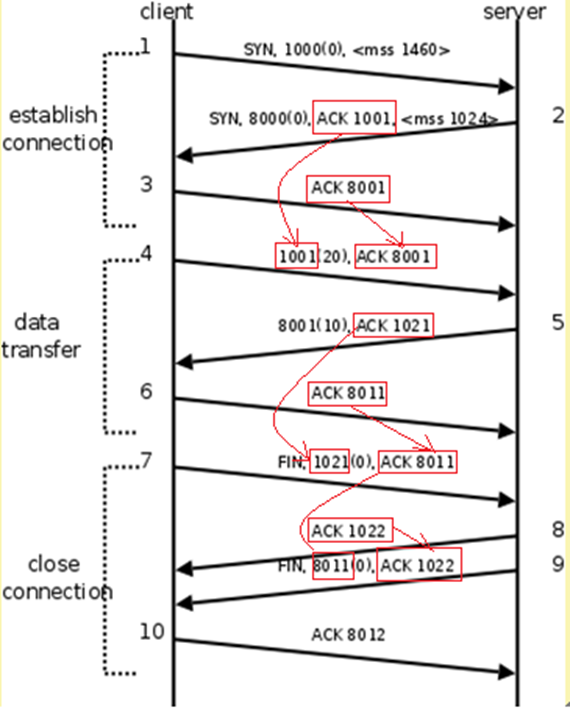 client server
1 SYN, 1000(0), <mss 1460>
establish connection
SYN, 8000(0), ACK 1001, <mss 1024> 2
3 ACK 8001
4 1001(20), ACK 8001
data transfer
8001(10), ACK 1021 5
6 ACK 8011
7 FIN, 1021(0), ACK 8011
ACK 1022 8
close connection
FIN, 8011(0), ACK 1022 9
10 ACK 8012